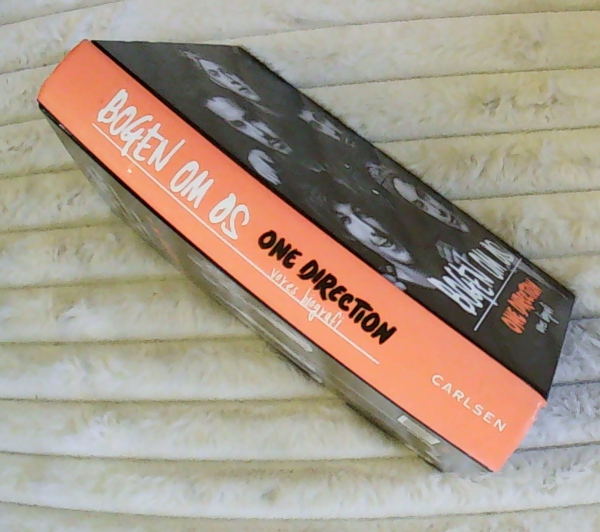 BOGEN OM OS
ONE DIRECTION
vores biografi
CARLSEN
BOGEN OM OS
ONE DIRECTION